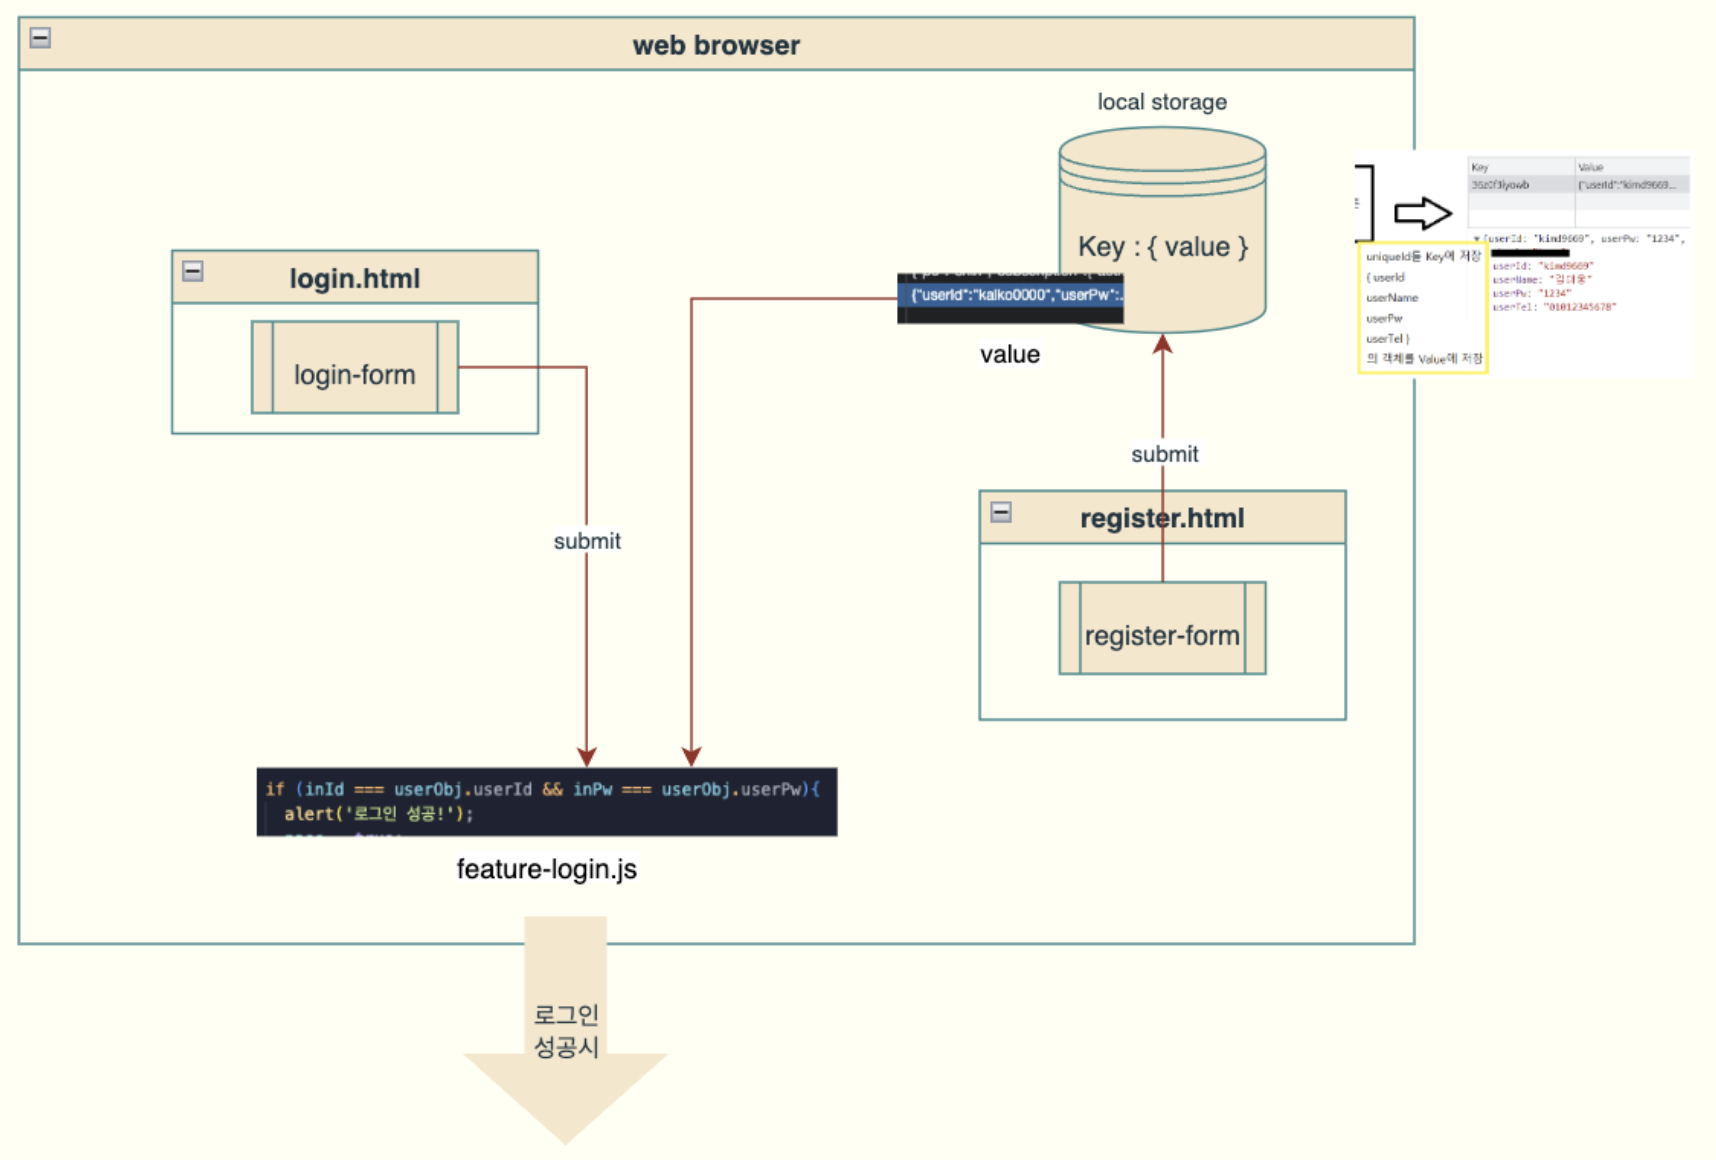 web browser
local storage
Key : { value }
{"userId":"kaiko0000","userPw":..
value
login.html
login-form
submit
submit
register.html
register-form
if (inId === userObj.userId && inPw === userObj.userPw){
alert('로그인 성공!');
feature-login.js
로그인
성공시
Key Value
36z0f3iyowb {"userId":"kimd9669...
▼{userId: "kimd9669", userPw: "1234",
userId: "kimd9669"
userName: "김대웅"
userPw: "1234"
userTel: "01012345678"
uniqueId를 Key에 저장
{ userId
userName
userPw
userTel }
의 객체를 Value에 저장